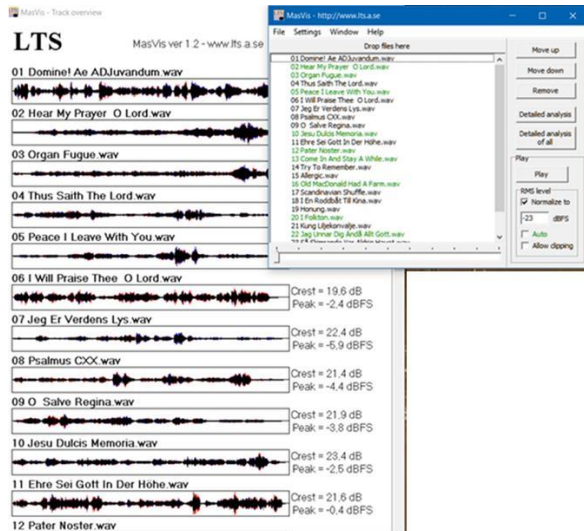 MasVis - Track overview
LTS
MasVis ver 1.2 - www.lts.a.se
01 Domine! Ae ADJuvandum.wav
02 Hear My Prayer O Lord.wav
03 Organ Fugue.wav
04 Thus Saith The Lord.wav
05 Peace I Leave With You.wav
06 I Will Praise Thee O Lord.wav
Crest = 19,6 dB
Peak = -2,4 dBFS
07 Jeg Er Verdens Lys.wav
Crest = 22,4 dB
Peak = -5,9 dBFS
08 Psalmus CXX.wav
Crest = 21,4 dB
Peak = -4,4 dBFS
09 O Salve Regina.wav
Crest = 21,9 dB
Peak = -3,8 dBFS
10 Jesu Dulcis Memoria.wav
Crest = 23,4 dB
Peak = -2,5 dBFS
11 Ehre Sei Gott In Der Höhe.wav
Crest = 21,6 dB
Peak = -0,4 dBFS
12 Pater Noster.wav
MasVis - http://www.lts.a.se
File Settings Window Help
Drop files here
01 Domine! Ae ADJuvandum.wav
02 Hear My Prayer O Lord.wav
03 Organ Fugue.wav
04 Thus Saith The Lord.wav
05 Peace I Leave With You.wav
06 I Will Praise Thee O Lord.wav
07 Jeg Er Verdens Lys.wav
08 Psalmus CXX.wav
09 O Salve Regina.wav
10 Jesu Dulcis Memoria.wav
11 Ehre Sei Gott In Der Höhe.wav
12 Pater Noster.wav
13 Come In And Stay A While.wav
14 Try To Remember.wav
15 Allergic.wav
16 Old MacDonald Had A Farm.wav
17 Scandinavian Shuffle.wav
18 I En Roddbåt Till Kina.wav
19 Honung.wav
20 I Folkton.wav
21 Kung Liljekonvalje.wav
22 Jag Unnar Dig Ändå Allt Gott.wav
Move up
Move down
Remove
Detailed analysis
Detailed analysis
of all
Play
Play
RMS level
Normalize to
-23 dBFS
Auto
Allow clipping